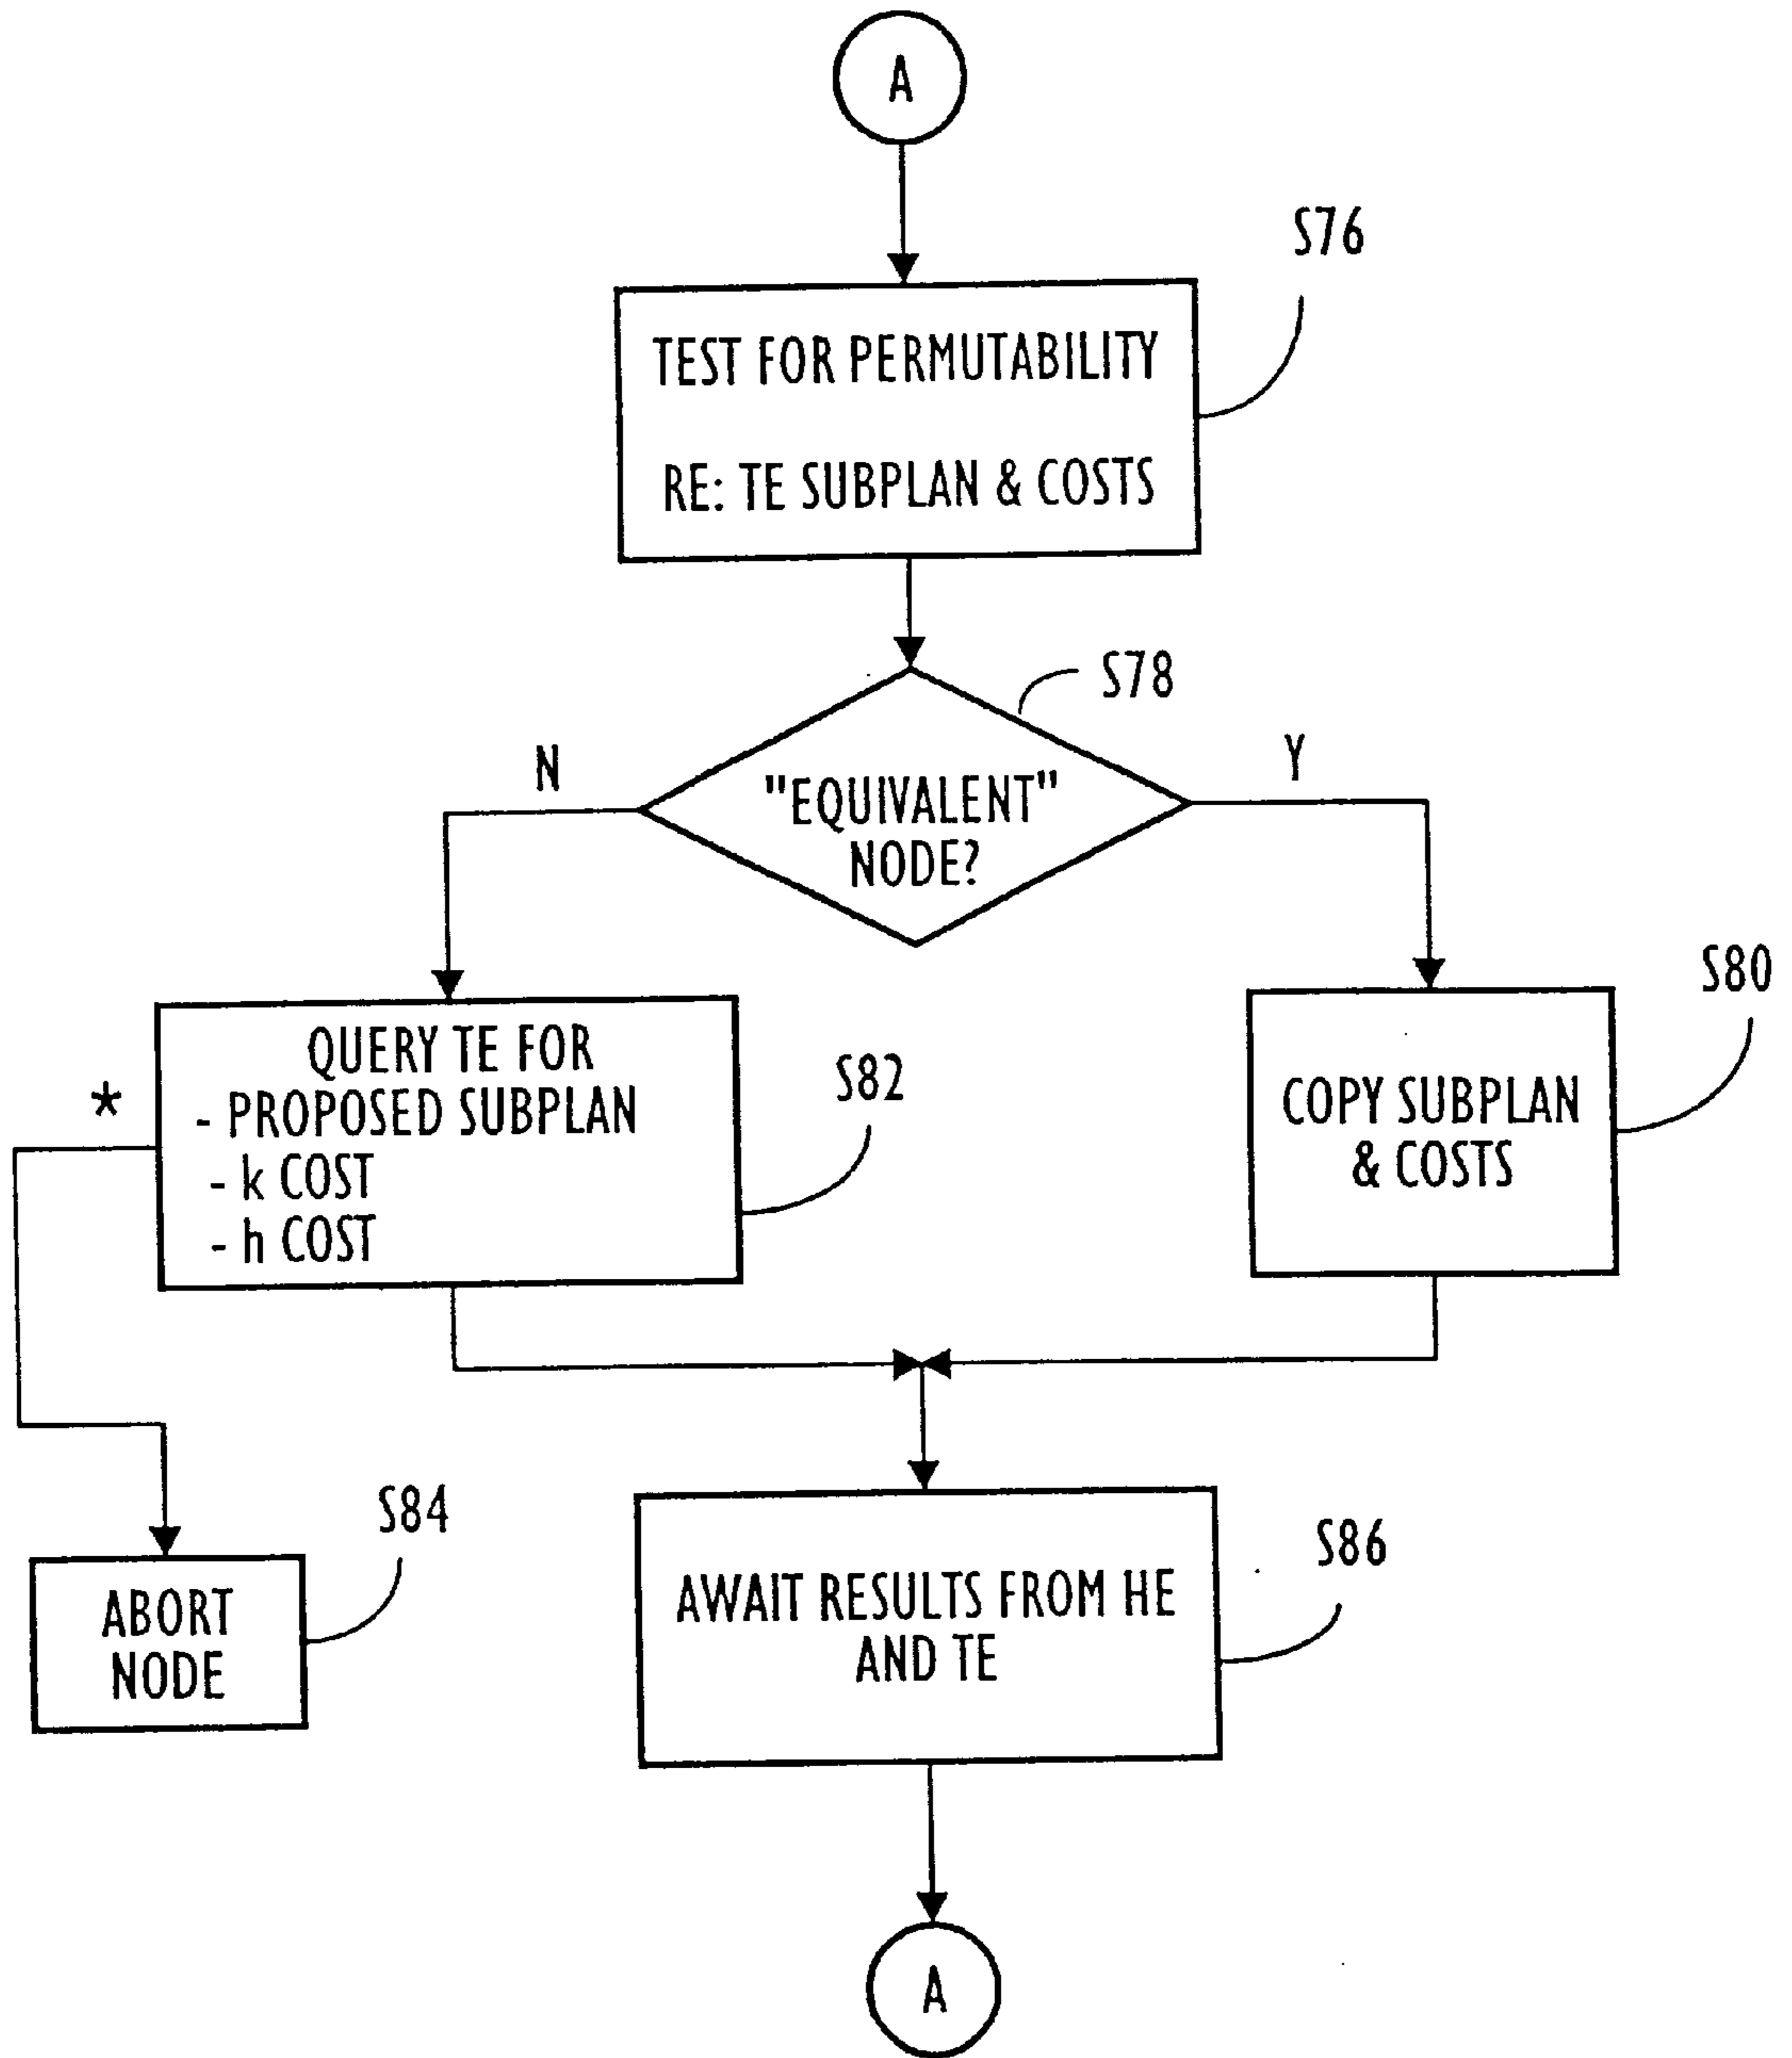 A
S76
TEST FOR PERMUTABILITY
RE: TE SUBPLAN & COSTS
S78
N
Y
"EQUIVALENT"
NODE?
S80
QUERY TE FOR
- PROPOSED SUBPLAN
- k COST
- h COST
S82
*
COPY SUBPLAN
& COSTS
S84
ABORT
NODE
S86
AWAIT RESULTS FROM HE
AND TE
A